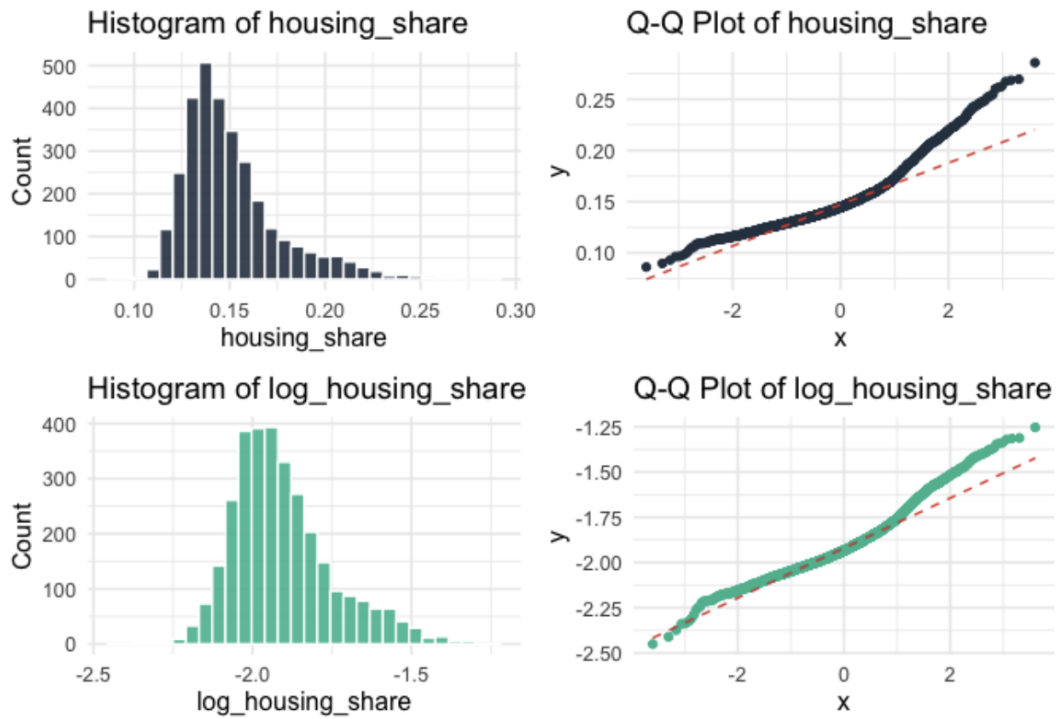 Histogram of housing_share
500
400
300
200
100
0
Count
0.10 0.15 0.20 0.25 0.30
housing_share
Q-Q Plot of housing_share
0.25
0.20
0.15
0.10
y
-2 0 2
x
Histogram of log_housing_share
400
300
200
100
0
Count
-2.5 -2.0 -1.5
log_housing_share
Q-Q Plot of log_housing_share
-1.25
-1.50
-1.75
-2.00
-2.25
-2.50
y
-2 0 2
x